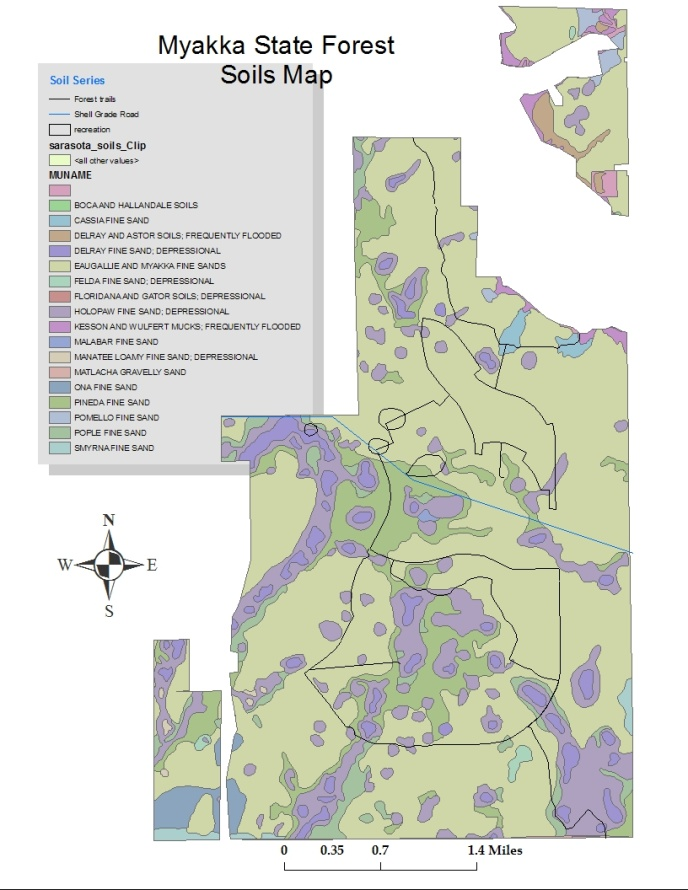 Myakka State Forest
Soils Map
Soil Series
Forest trails
Shell Grade Road
recreation
sarasota_soils_Clip
<all other values>
MUNAME
BOCA AND HALLANDALE SOILS
CASSIA FINE SAND
DELRAY AND ASTOR SOILS; FREQUENTLY FLOODED
DELRAY FINE SAND; DEPRESSIONAL
EAUGALLIE AND MYAKKA FINE SANDS
FELDA FINE SAND; DEPRESSIONAL
FLORIDANA AND GATOR SOILS; DEPRESSIONAL
HOLOPAW FINE SAND; DEPRESSIONAL
KESSON AND WULFERT MUCKS; FREQUENTLY FLOODED
MALABAR FINE SAND
MANATEE LOAMY FINE SAND; DEPRESSIONAL
MATLACHA GRAVELLY SAND
ONA FINE SAND
PINEDA FINE SAND
POMELLO FINE SAND
POPLE FINE SAND
SMYRNA FINE SAND
N
W E
S
0 0.35 0.7 1.4 Miles